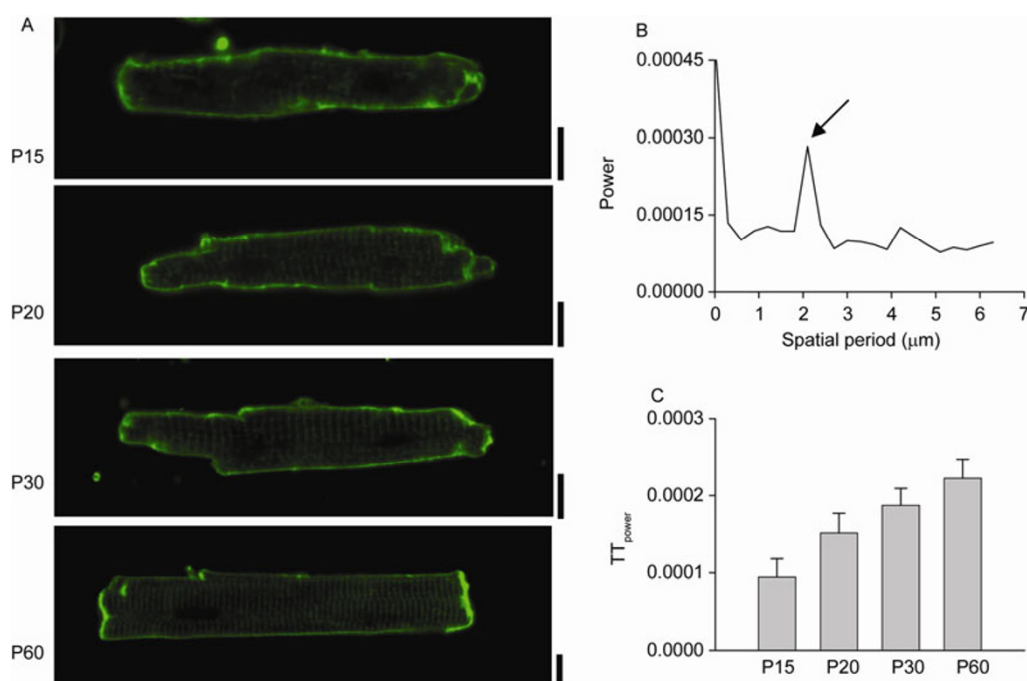 A
P15
P20
P30
P60
B
0.00045
0.00030
0.00015
0.00000
Power
0 1 2 3 4 5 6 7
Spatial period (μm)
C
0.0003
0.0002
0.0001
0.0000
TTpower
P15 P20 P30 P60